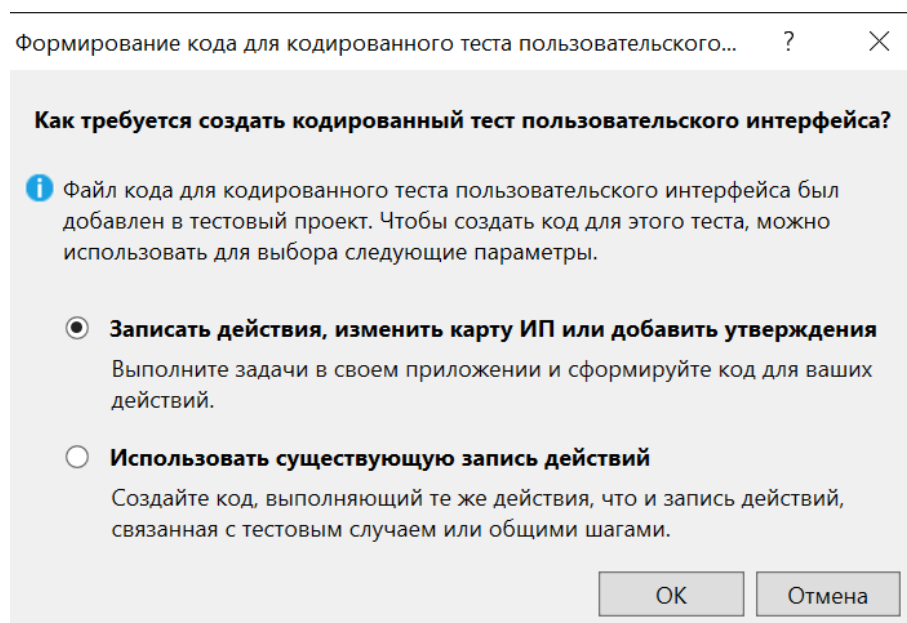 Формирование кода для кодированного теста пользовательского...
Как требуется создать кодированный тест пользовательского интерфейса?
Файл кода для кодированного теста пользовательского интерфейса был
добавлен в тестовый проект. Чтобы создать код для этого теста, можно
использовать для выбора следующие параметры.
Записать действия, изменить карту ИП или добавить утверждения
Выполните задачи в своем приложении и сформируйте код для ваших
действий.
Использовать существующую запись действий
Создайте код, выполняющий те же действия, что и запись действий,
связанная с тестовым случаем или общими шагами.
ОК
Отмена